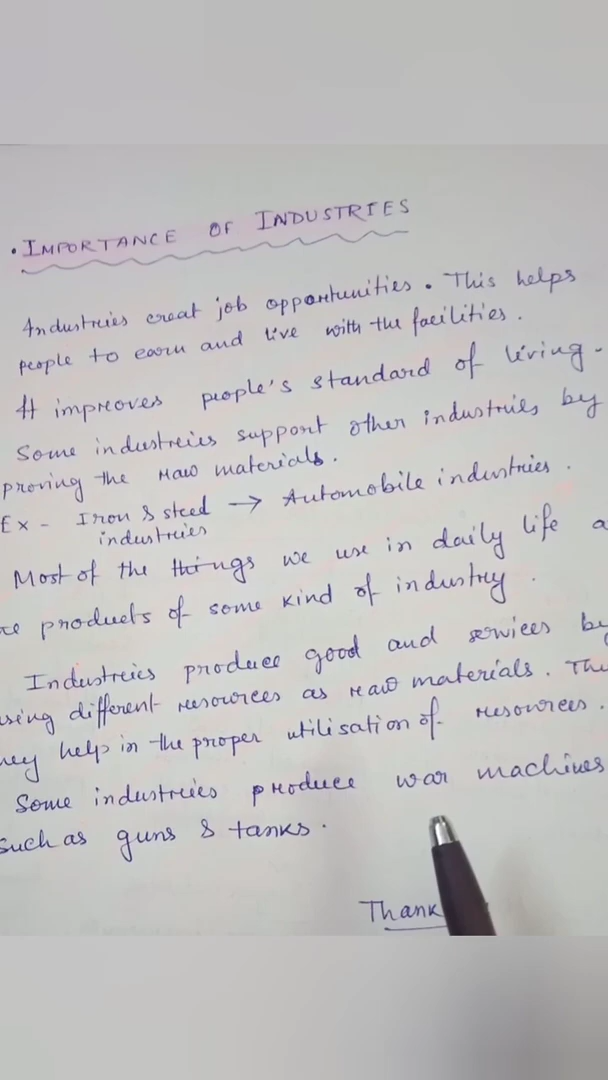 • IMPORTANCE OF INDUSTRIES
Industries creat job opportunities. This helps
people to earn and live with the facilities.
It improves people's standard of living.
Some industries support other industries by
proving the raw materials.
Ex - Iron & steel → Automobile industries.
industries
Most of the things we use in daily life a
re products of some kind of industry.
Industries produce good and services by
using different resources as raw materials. Thu
hey help in the proper utilisation of resources.
Some industries produce war machines
such as guns & tanks.
Thank